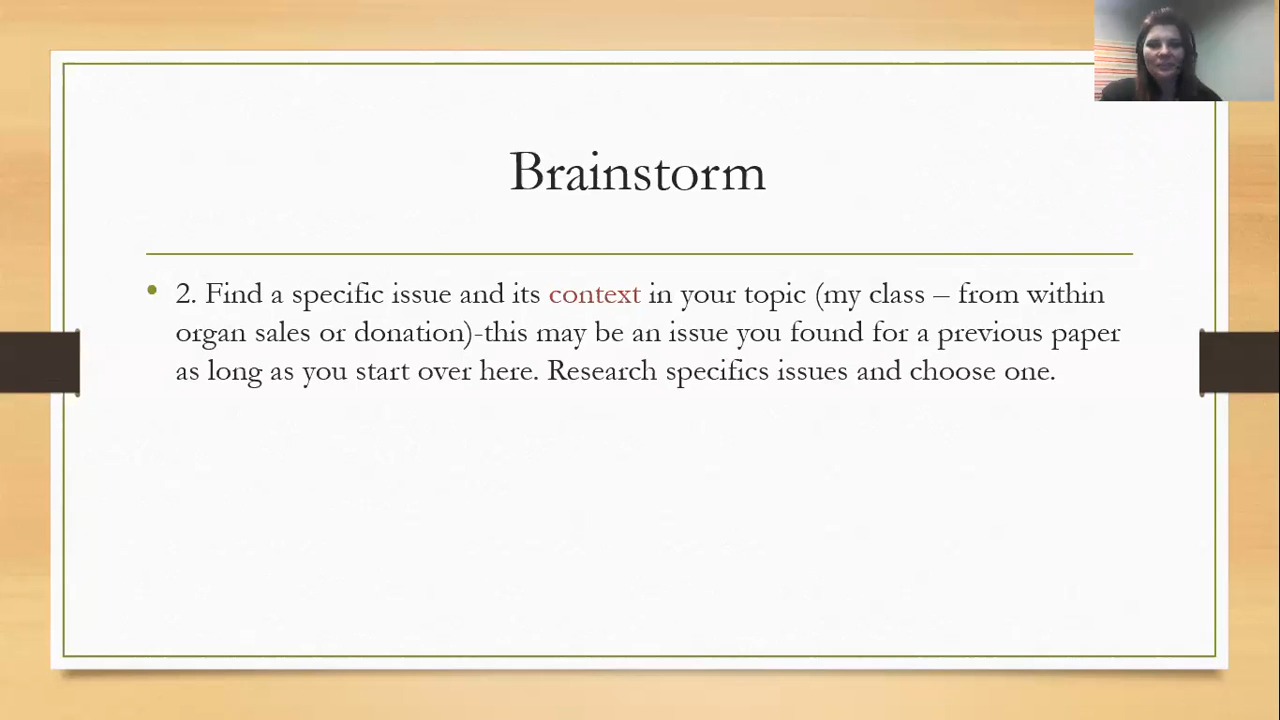 Brainstorm
• 2. Find a specific issue and its context in your topic (my class – from within
organ sales or donation)-this may be an issue you found for a previous paper
as long as you start over here. Research specifics issues and choose one.